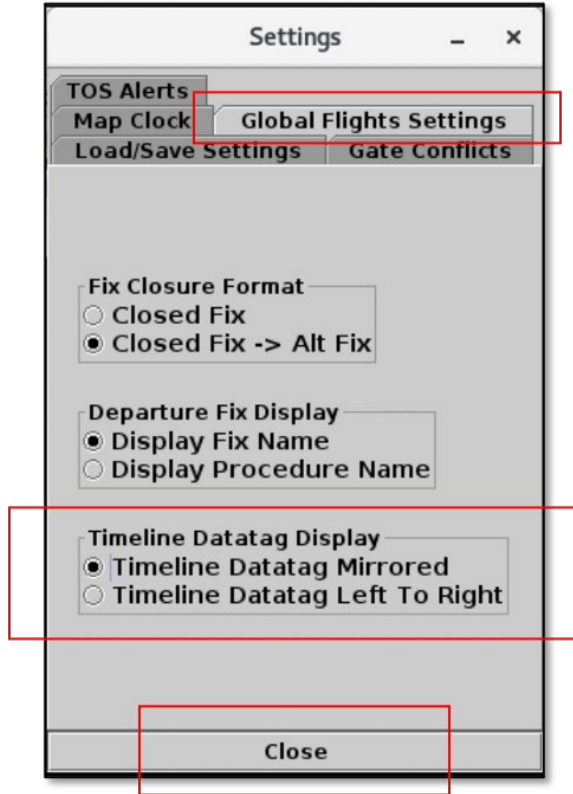 Settings
TOS Alerts
Map Clock Global Flights Settings
Load/Save Settings Gate Conflicts
Fix Closure Format
Closed Fix
Closed Fix -> Alt Fix
Departure Fix Display
Display Fix Name
Display Procedure Name
Timeline Datatag Display
Timeline Datatag Mirrored
Timeline Datatag Left To Right
Close